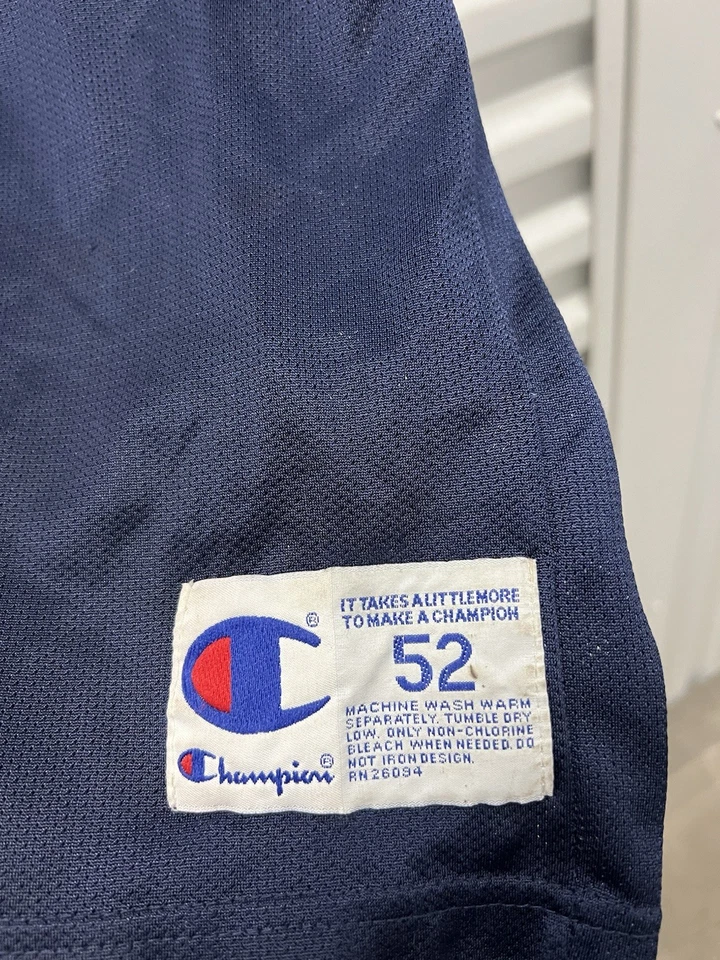 ®
Champion®
IT TAKES A LITTLE MORE
TO MAKE A CHAMPION
52
MACHINE WASH WARM
SEPARATELY. TUMBLE DRY
LOW. ONLY NON-CHLORINE
BLEACH WHEN NEEDED. DO
NOT IRON DESIGN.
RN 26094